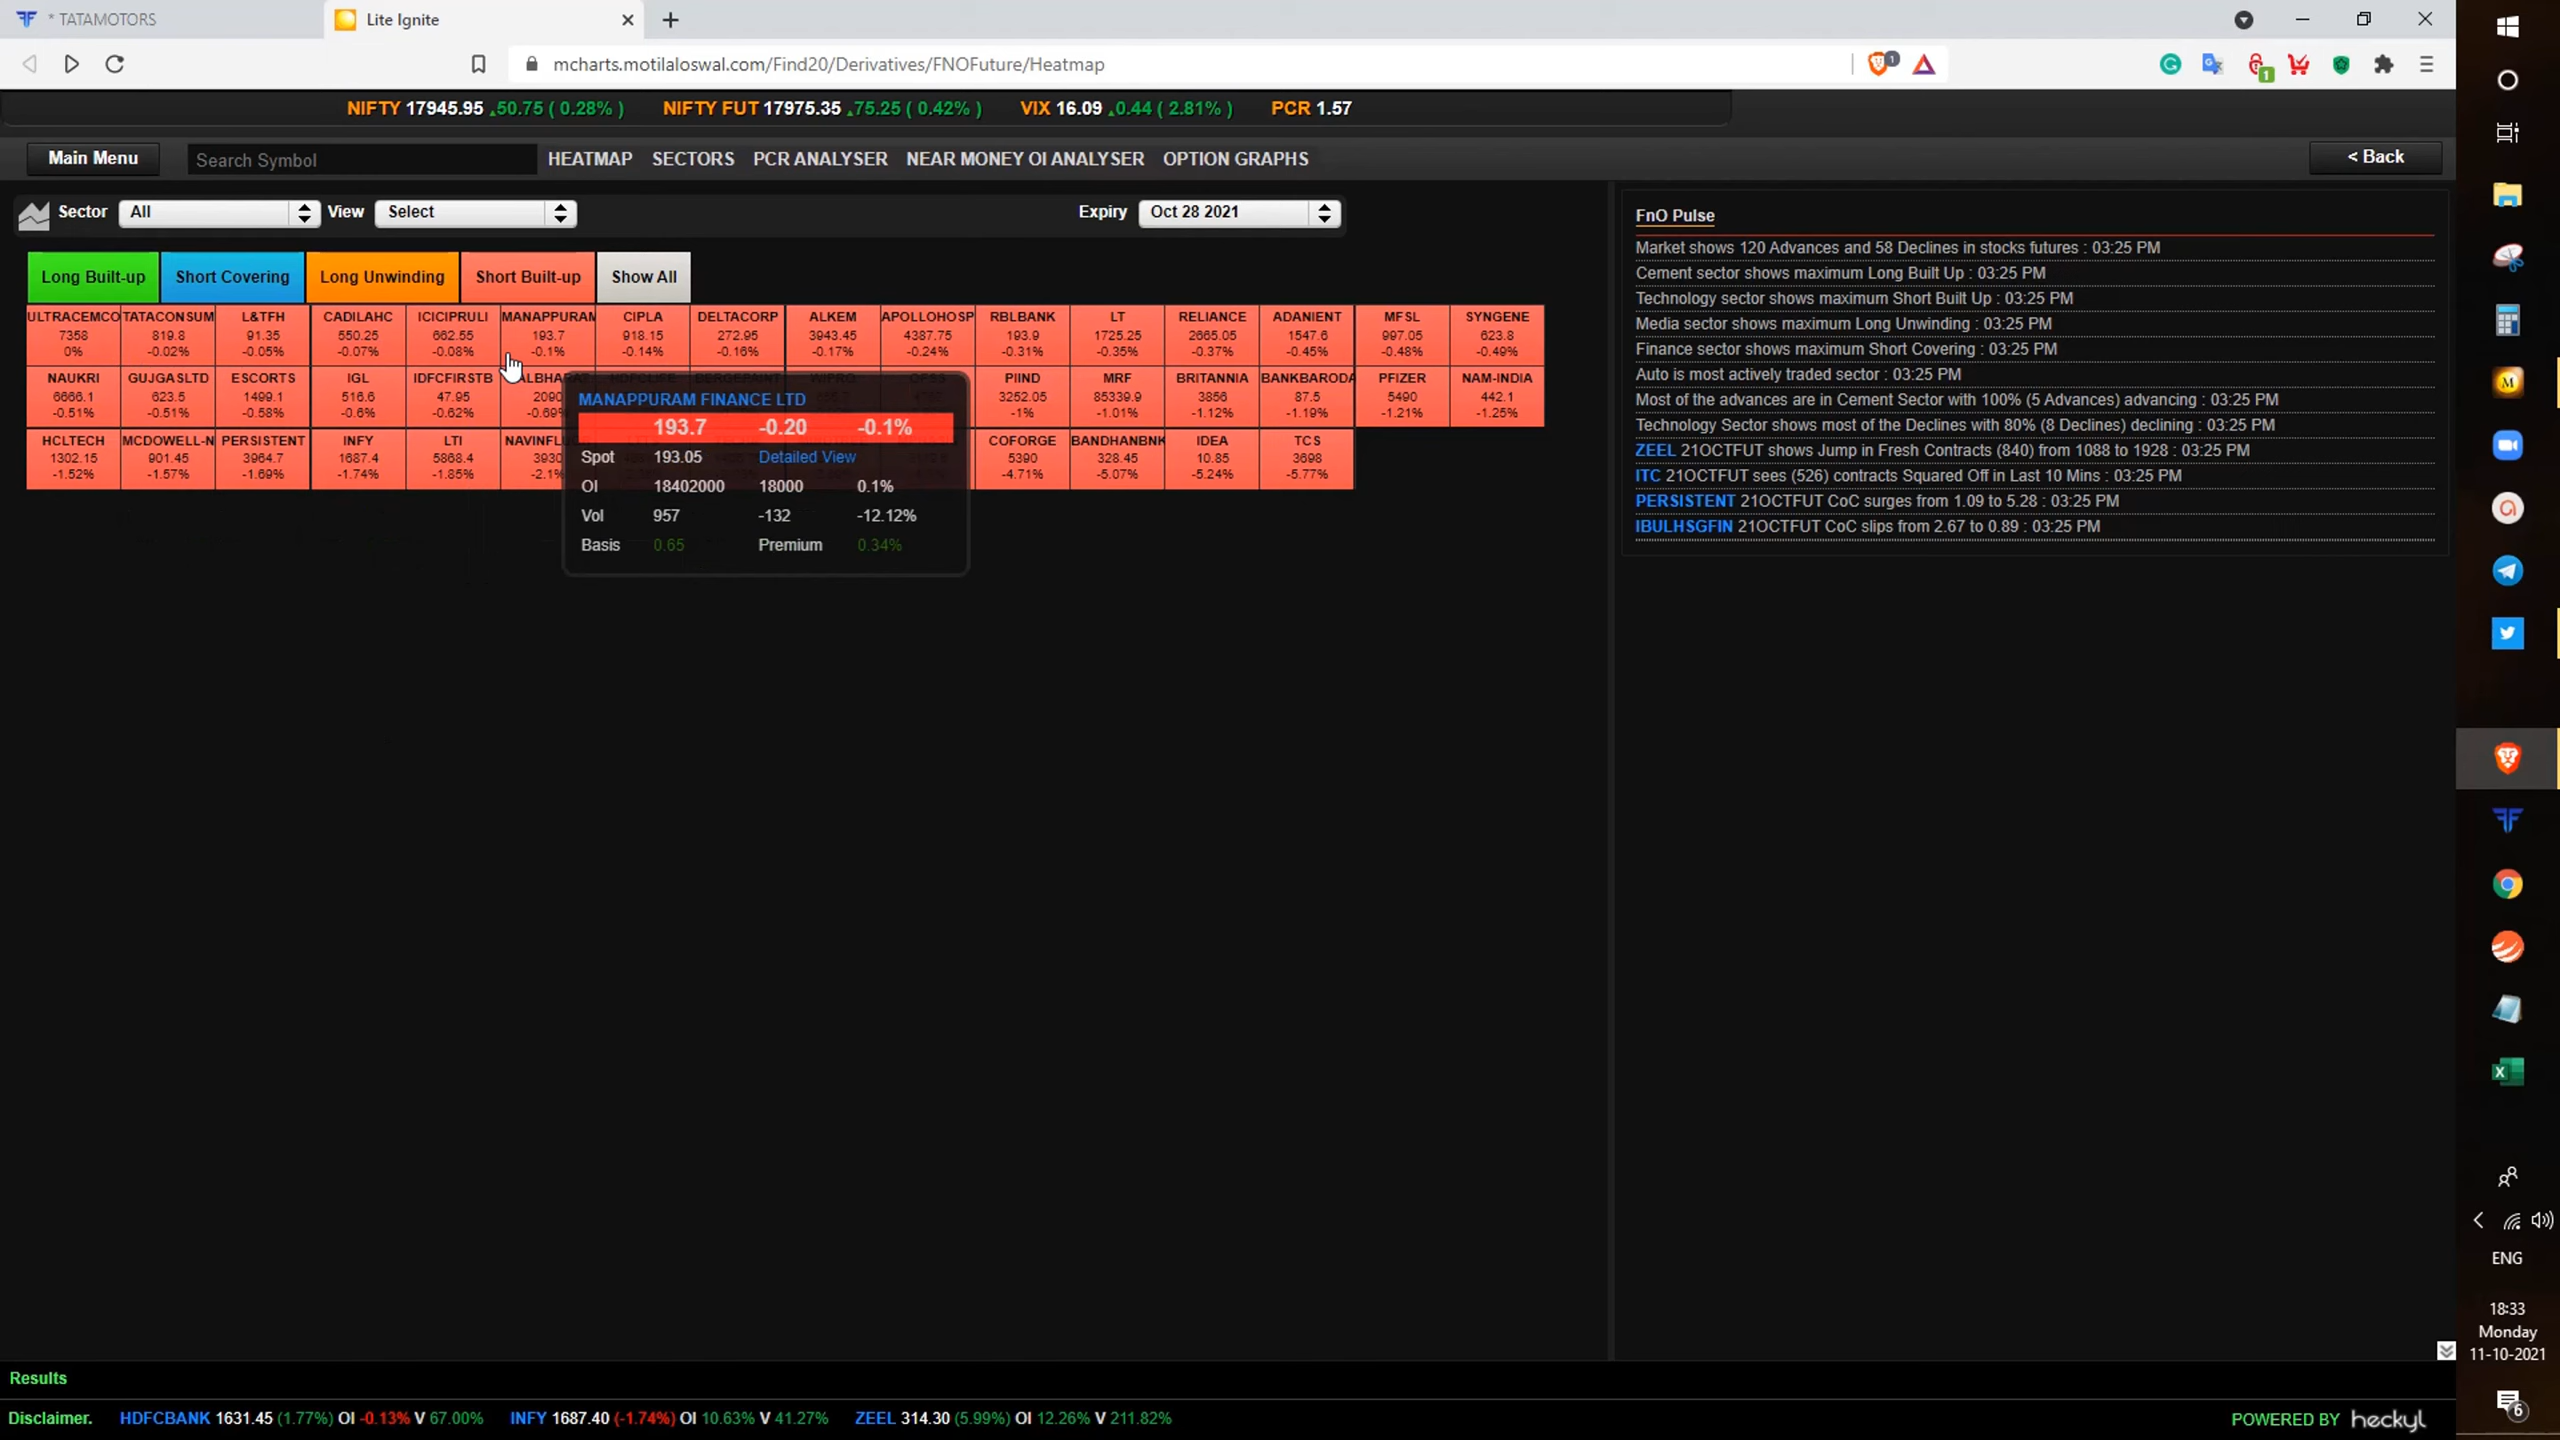 * TATAMOTORS
Lite Ignite
mcharts.motilaloswal.com/Find20/Derivatives/FNOFuture/Heatmap
NIFTY 17945.95 50.75 ( 0.28% ) NIFTY FUT 17975.35 75.25 ( 0.42% ) VIX 16.09 0.44 ( 2.81% ) PCR 1.57
Main Menu Search Symbol HEATMAP SECTORS PCR ANALYSER NEAR MONEY OI ANALYSER OPTION GRAPHS < Back
Sector All View Select Expiry Oct 28 2021
Long Built-up Short Covering Long Unwinding Short Built-up Show All
ULTRACEMCO TATACONSUM L&TFH CADILAHC ICICIPRULI MANAPPURAM CIPLA DELTACORP ALKEM APOLLOHOSP RBLBANK LT RELIANCE ADANIENT MFSL SYNGENE
7358 819.8 91.35 550.25 662.55 193.7 918.15 272.95 3943.45 4387.75 193.9 1725.25 2665.05 1547.6 997.05 623.8
0% -0.02% -0.05% -0.07% -0.08% -0.1% -0.14% -0.16% -0.17% -0.24% -0.31% -0.35% -0.37% -0.45% -0.48% -0.49%
NAUKRI GUJGASLTD ESCORTS IGL IDFCFIRSTB HDFCLIFE BERGEPAINT WIPRO OFSS PIIND MRF BRITANNIA BANKBARODA PFIZER NAM-INDIA
6666.1 623.5 1499.1 516.6 47.95 2090 3252.05 85339.9 3856 87.5 5490 442.1
-0.51% -0.51% -0.58% -0.6% -0.62% -0.69% -1% -1.01% -1.12% -1.19% -1.21% -1.25%
HCLTECH MCDOWELL-N PERSISTENT INFY LTI COFORGE BANDHANBNK IDEA TCS
1302.15 901.45 3964.7 1687.4 5868.4 3930 5390 328.45 10.85 3698
-1.52% -1.57% -1.69% -1.74% -1.85% -2.1% -4.71% -5.07% -5.24% -5.77%
MANAPPURAM FINANCE LTD
193.7 -0.20 -0.1%
Spot 193.05 Detailed View
OI 18402000 18000 0.1%
Vol 957 -132 -12.12%
Basis 0.65 Premium 0.34%
FnO Pulse
Market shows 120 Advances and 58 Declines in stocks futures : 03:25 PM
Cement sector shows maximum Long Built Up : 03:25 PM
Technology sector shows maximum Short Built Up : 03:25 PM
Media sector shows maximum Long Unwinding : 03:25 PM
Finance sector shows maximum Short Covering : 03:25 PM
Auto is most actively traded sector : 03:25 PM
Most of the advances are in Cement Sector with 100% (5 Advances) advancing : 03:25 PM
Technology Sector shows most of the Declines with 80% (8 Declines) declining : 03:25 PM
ZEEL 21OCTFUT shows Jump in Fresh Contracts (840) from 1088 to 1928 : 03:25 PM
ITC 21OCTFUT sees (526) contracts Squared Off in Last 10 Mins : 03:25 PM
PERSISTENT 21OCTFUT CoC surges from 1.09 to 5.28 : 03:25 PM
IBULHSGFIN 21OCTFUT CoC slips from 2.67 to 0.89 : 03:25 PM
ENG
18:33
Monday
11-10-2021
6
Results
Disclaimer. HDFCBANK 1631.45 (1.77%) OI -0.13% V 67.00% INFY 1687.40 (-1.74%) OI 10.63% V 41.27% ZEEL 314.30 (5.99%) OI 12.26% V 211.82%
POWERED BY heckyl